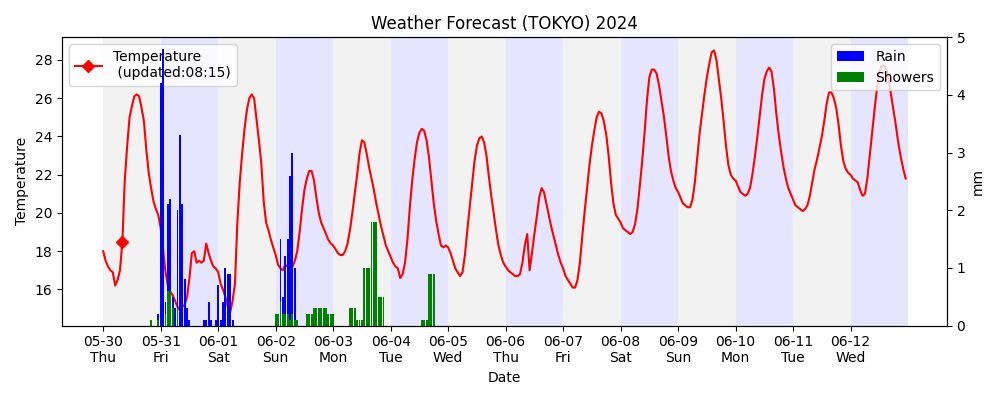 Weather Forecast (TOKYO) 2024
Temperature
(updated:08:15)
Rain
Showers
Temperature
28
26
24
22
20
18
16
5
4
3
2
1
0
mm
05-30 05-31 06-01 06-02 06-03 06-04 06-05 06-06 06-07 06-08 06-09 06-10 06-11 06-12
Thu Fri Sat Sun Mon Tue Wed Thu Fri Sat Sun Mon Tue Wed
Date